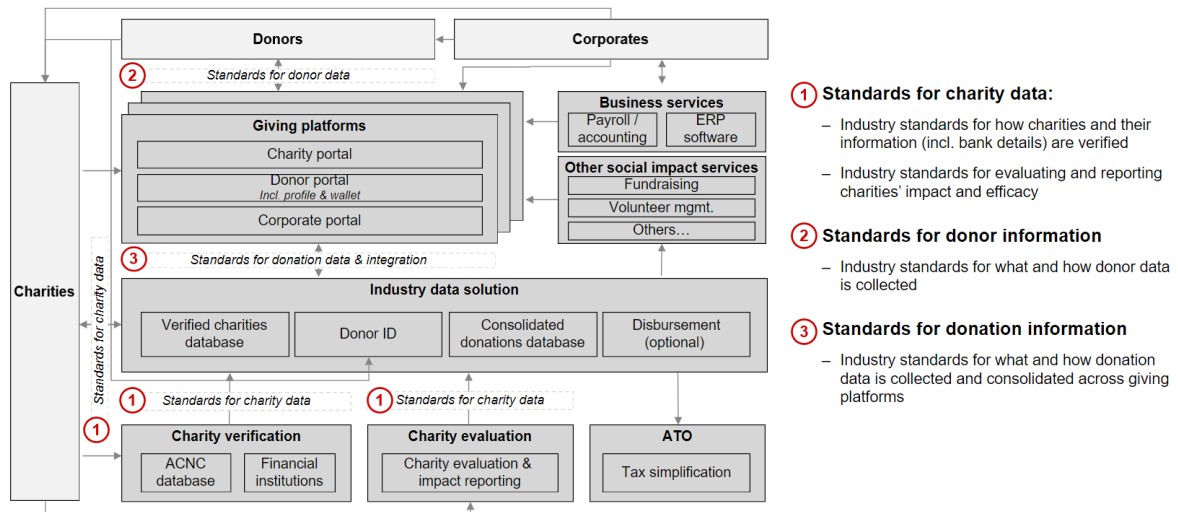 Donors
Corporates
2
Standards for donor data
Giving platforms
Charity portal
Donor portal
Incl. profile & wallet
Corporate portal
Business services
Payroll /
accounting
ERP
software
Other social impact services
Fundraising
Volunteer mgmt.
Others…
3
Standards for donation data & integration
Charities
Standards for charity data
Industry data solution
Verified charities
database
Donor ID
Consolidated
donations database
Disbursement
(optional)
1
Standards for charity data
1
Standards for charity data
1
Charity verification
ACNC
database
Financial
institutions
Charity evaluation
Charity evaluation &
impact reporting
ATO
Tax simplification
1 Standards for charity data:
– Industry standards for how charities and their
information (incl. bank details) are verified
– Industry standards for evaluating and reporting
charities’ impact and efficacy
2 Standards for donor information
– Industry standards for what and how donor data
is collected
3 Standards for donation information
– Industry standards for what and how donation
data is collected and consolidated across giving
platforms